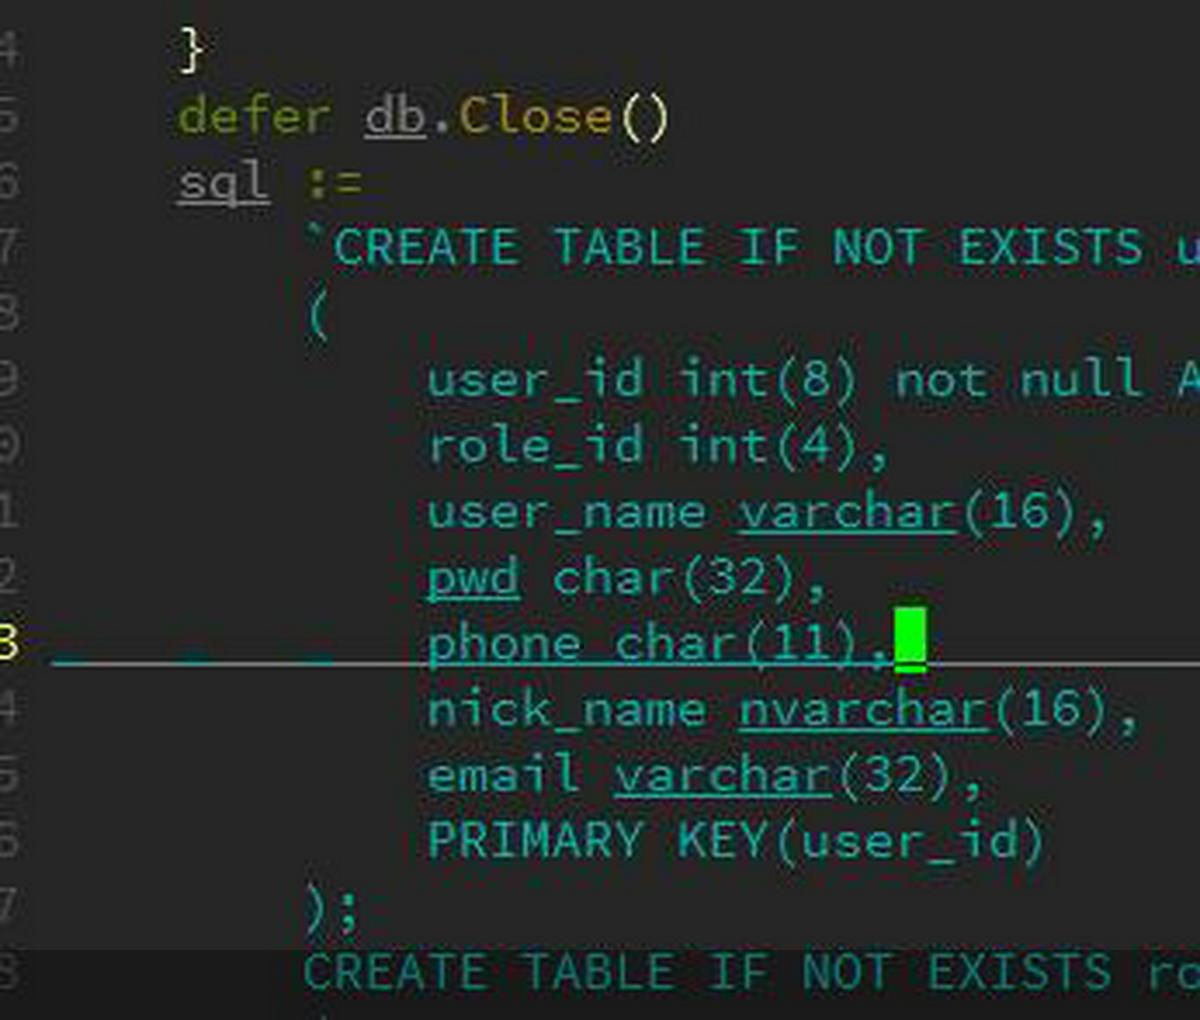 4 }
5 defer db.Close()
6 sql :=
7 `CREATE TABLE IF NOT EXISTS u
8 (
9 user_id int(8) not null A
0 role_id int(4),
1 user_name varchar(16),
2 pwd char(32),
3 phone char(11),
4 nick_name nvarchar(16),
5 email varchar(32),
6 PRIMARY KEY(user_id)
7 );
8 CREATE TABLE IF NOT EXISTS ro